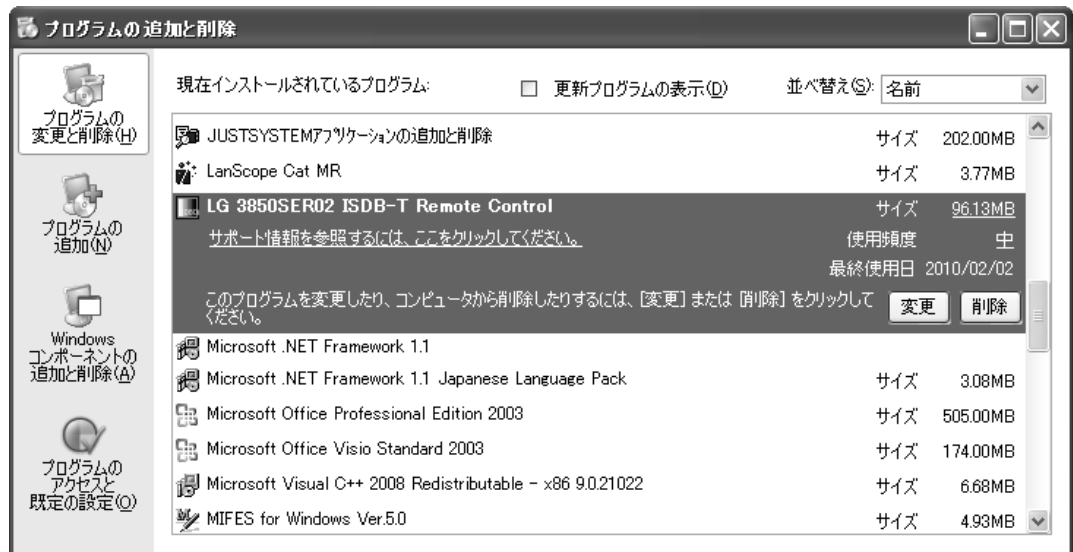 プログラムの追加と削除
プログラムの
変更と削除(H)
プログラムの
追加(N)
Windows
コンポーネントの
追加と削除(A)
プログラムの
アクセスと
既定の設定(O)
現在インストールされているプログラム: 更新プログラムの表示(D) 並べ替え(S): 名前
JUSTSYSTEMアプリケーションの追加と削除 サイズ 202.00MB
LanScope Cat MR サイズ 3.77MB
LG 3850SER02 ISDB-T Remote Control サイズ 96.13MB
サポート情報を参照するには、ここをクリックしてください。 使用頻度 中
最終使用日 2010/02/02
このプログラムを変更したり、コンピュータから削除したりするには、[変更] または [削除] をクリックして
ください。 変更 削除
Microsoft .NET Framework 1.1
Microsoft .NET Framework 1.1 Japanese Language Pack サイズ 3.08MB
Microsoft Office Professional Edition 2003 サイズ 505.00MB
Microsoft Office Visio Standard 2003 サイズ 174.00MB
Microsoft Visual C++ 2008 Redistributable - x86 9.0.21022 サイズ 6.68MB
MIFES for Windows Ver.5.0 サイズ 4.93MB